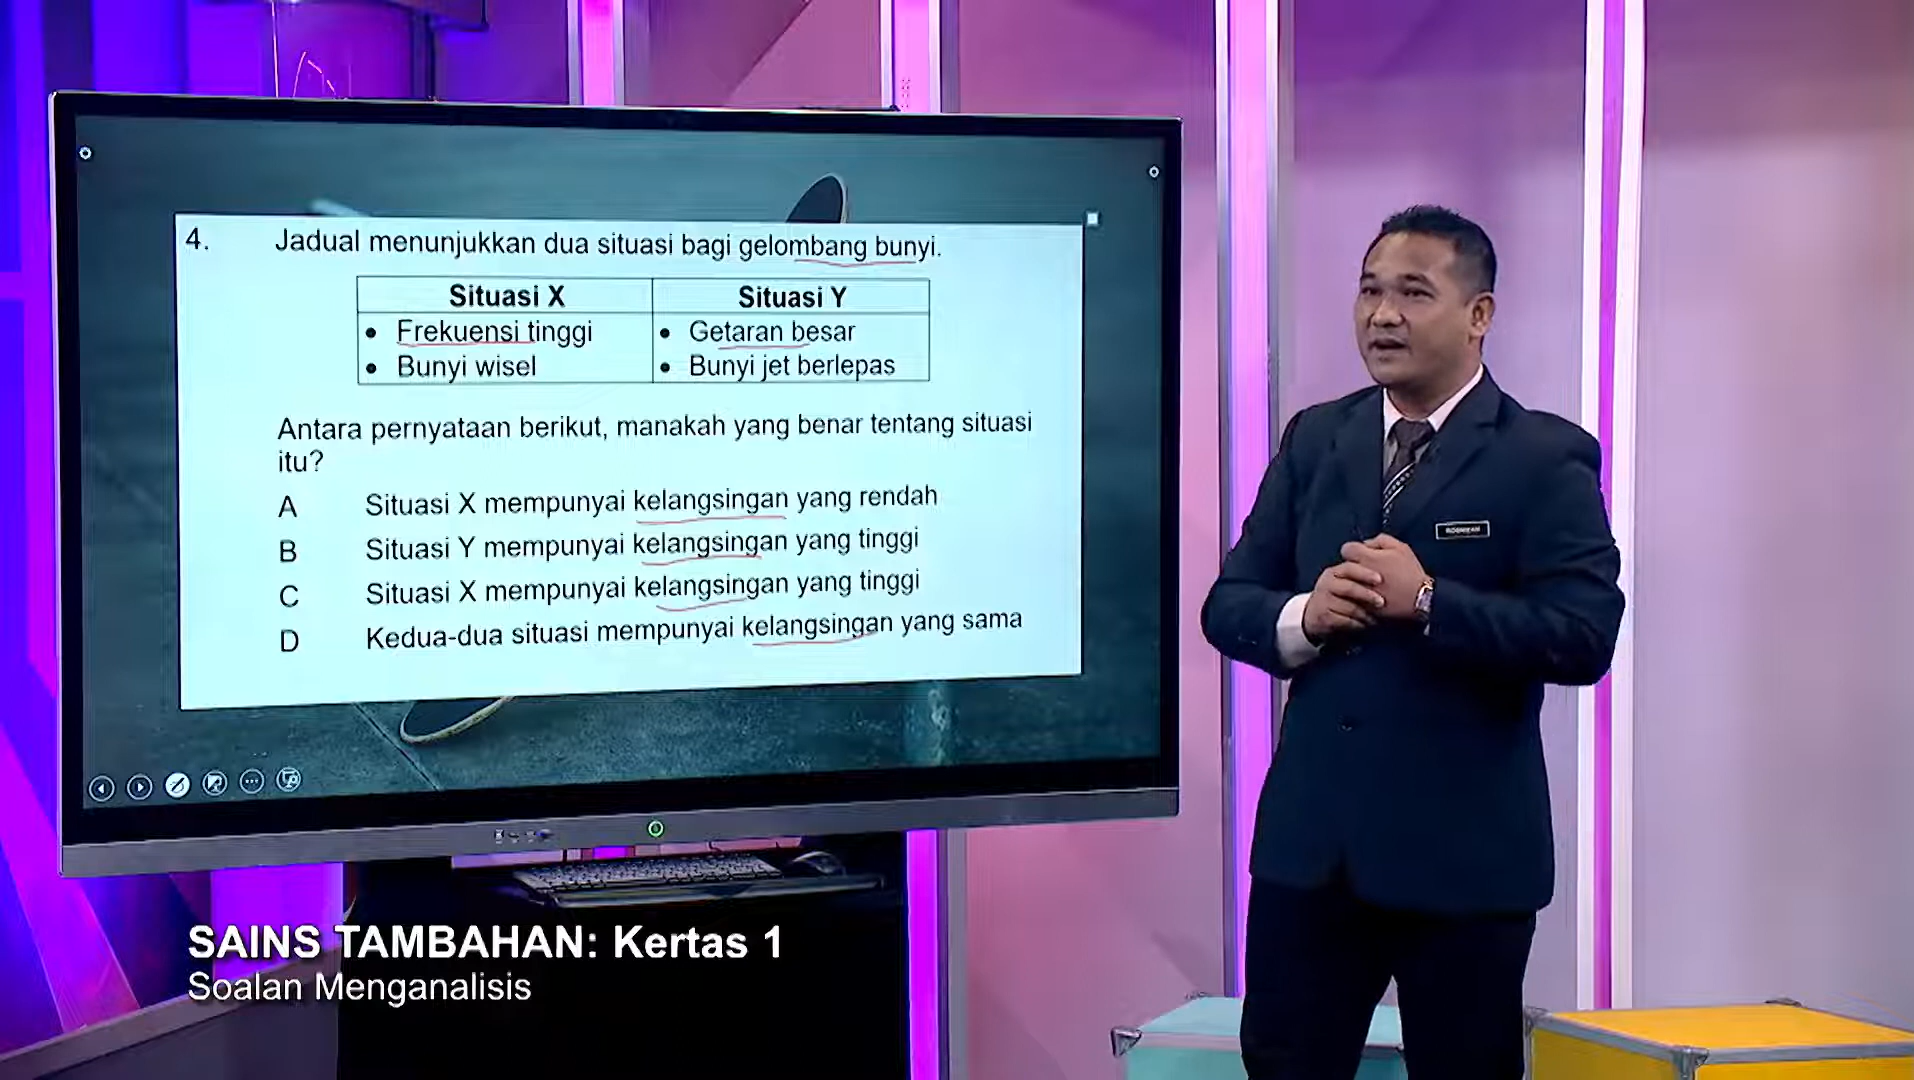 4. Jadual menunjukkan dua situasi bagi gelombang bunyi.
Situasi X Situasi Y
• Frekuensi tinggi • Getaran besar
• Bunyi wisel • Bunyi jet berlepas
Antara pernyataan berikut, manakah yang benar tentang situasi
itu?
A Situasi X mempunyai kelangsingan yang rendah
B Situasi Y mempunyai kelangsingan yang tinggi
C Situasi X mempunyai kelangsingan yang tinggi
D Kedua-dua situasi mempunyai kelangsingan yang sama
SAINS TAMBAHAN: Kertas 1
Soalan Menganalisis